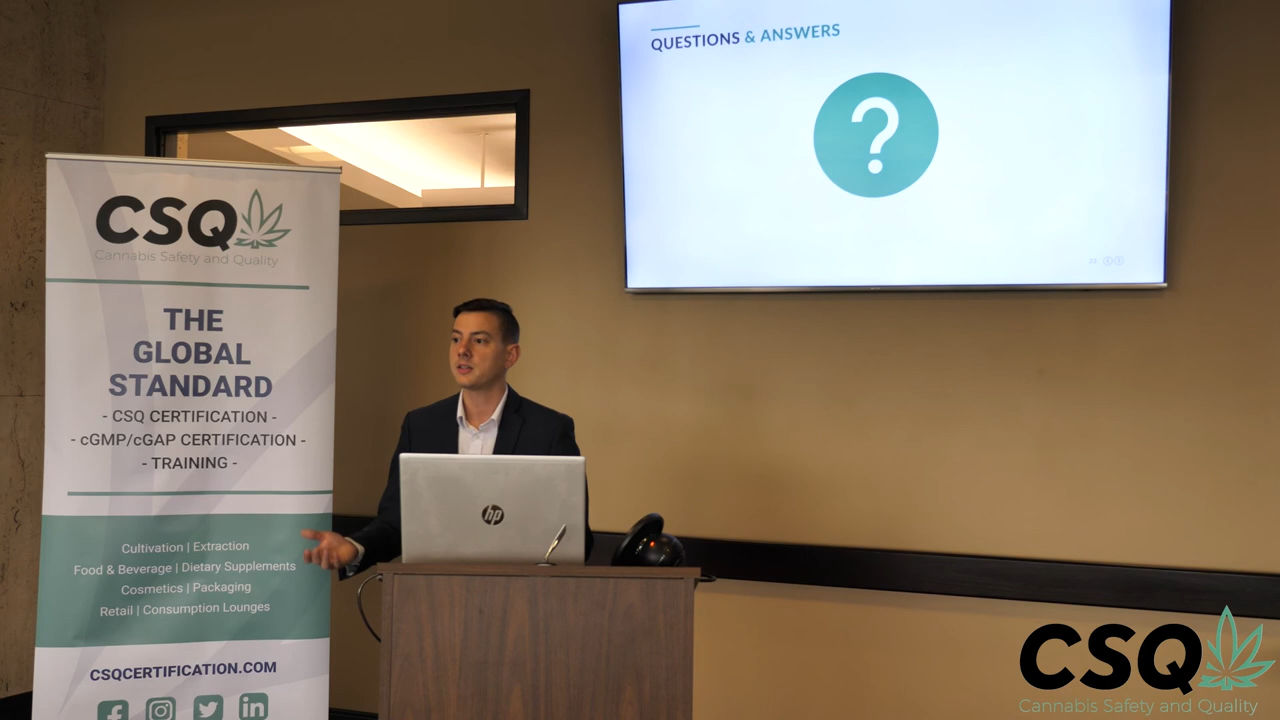 QUESTIONS & ANSWERS
?
CSQ
Cannabis Safety and Quality
THE
GLOBAL
STANDARD
- CSQ CERTIFICATION -
- cGMP/cGAP CERTIFICATION -
- TRAINING -
Cultivation | Extraction
Food & Beverage | Dietary Supplements
Cosmetics | Packaging
Retail | Consumption Lounges
CSQCERTIFICATION.COM
hp
CSQ
Cannabis Safety and Quality